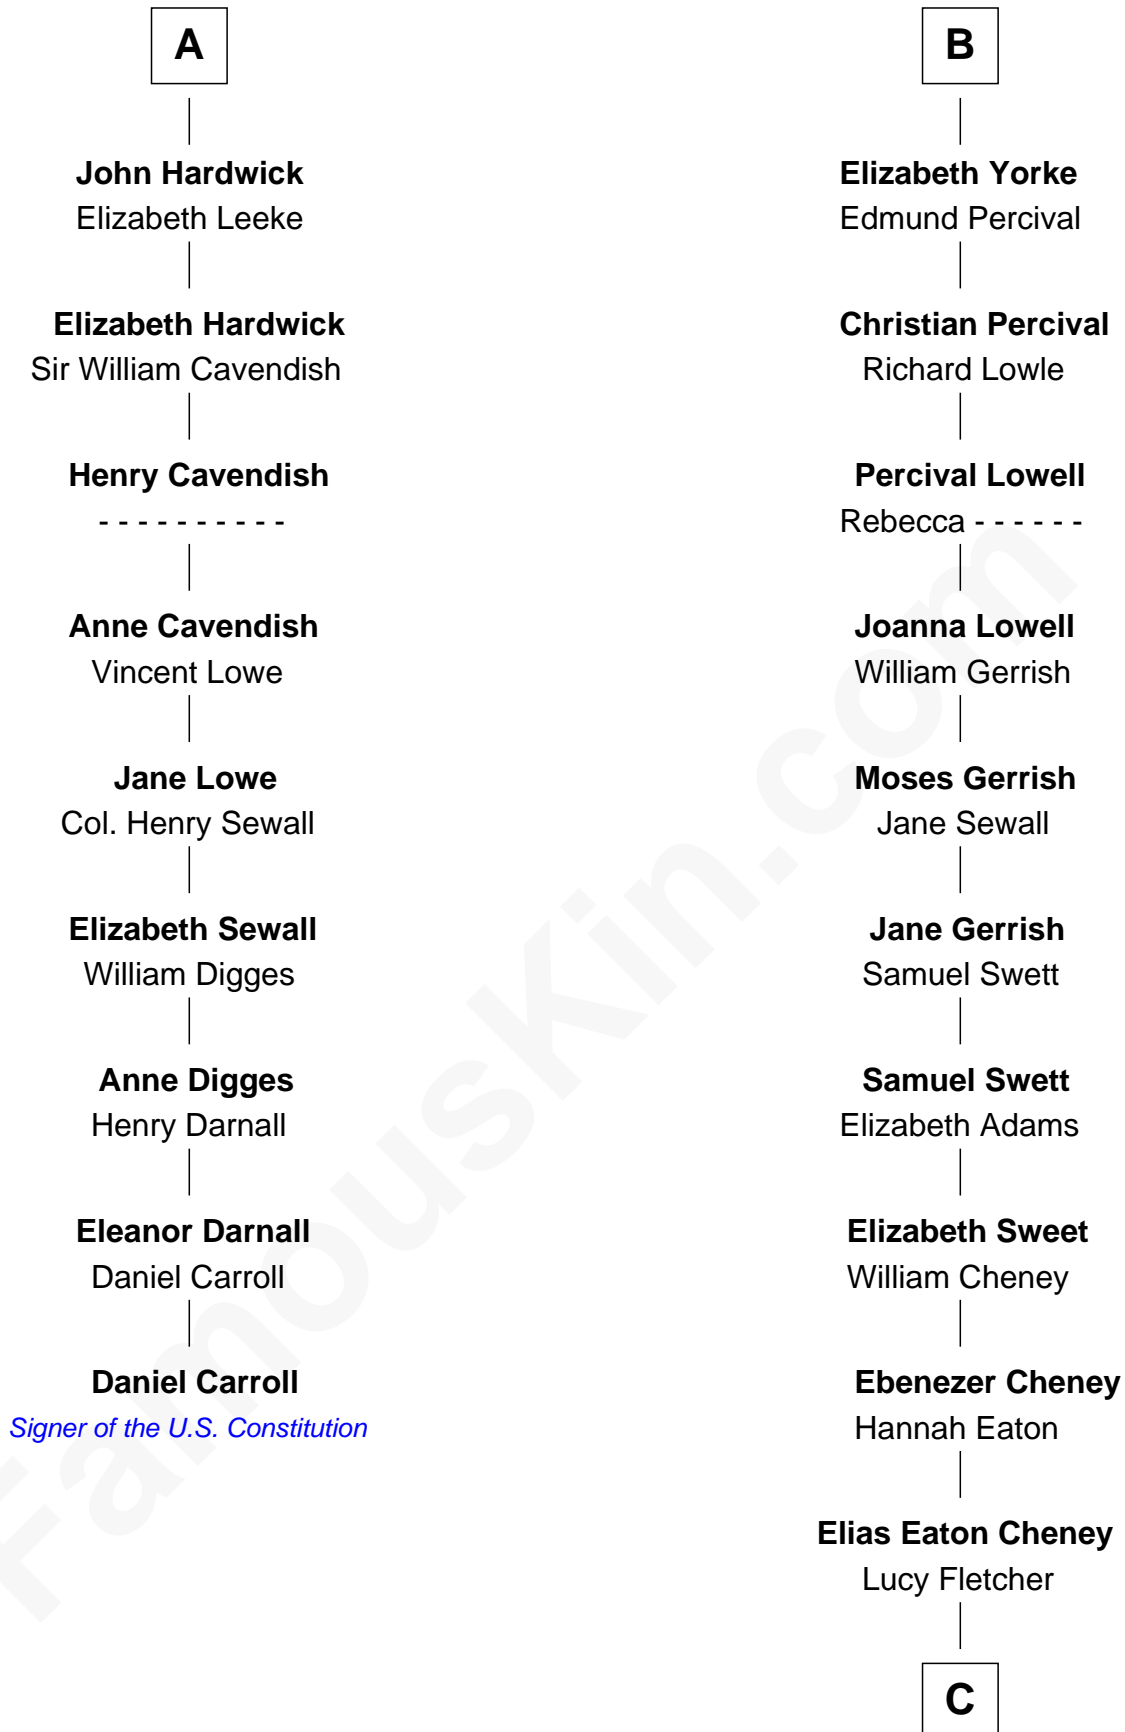 A
John Hardwick
Elizabeth Leeke
Elizabeth Hardwick
Sir William Cavendish
Henry Cavendish
- - - - - - - - - -
Anne Cavendish
Vincent Lowe
Jane Lowe
Col. Henry Sewall
Elizabeth Sewall
William Digges
Anne Digges
Henry Darnall
Eleanor Darnall
Daniel Carroll
Daniel Carroll
Signer of the U.S. Constitution
B
Elizabeth Yorke
Edmund Percival
Christian Percival
Richard Lowle
Percival Lowell
Rebecca - - - - - -
Joanna Lowell
William Gerrish
Moses Gerrish
Jane Sewall
Jane Gerrish
Samuel Swett
Samuel Swett
Elizabeth Adams
Elizabeth Sweet
William Cheney
Ebenezer Cheney
Hannah Eaton
Elias Eaton Cheney
Lucy Fletcher
C
FamousKin.com